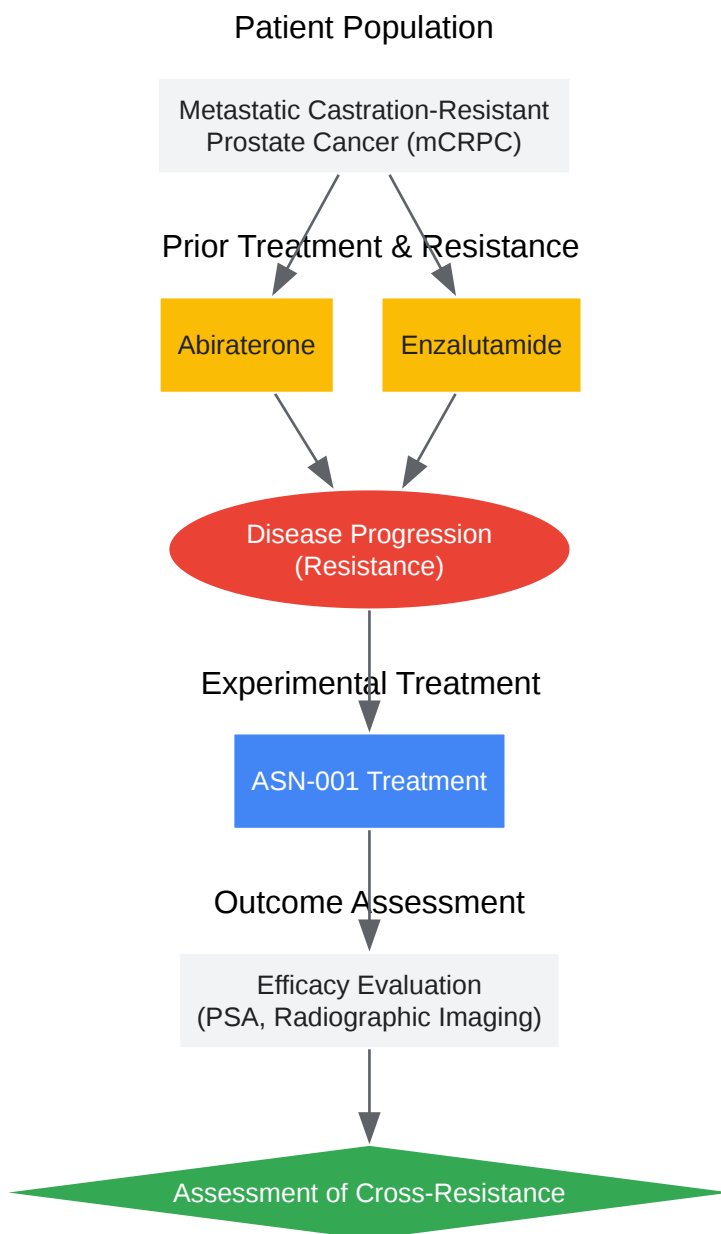 Patient Population
Metastatic Castration-Resistant
Prostate Cancer (mCRPC)
Prior Treatment & Resistance
Abiraterone
Enzalutamide
Disease Progression
(Resistance)
Experimental Treatment
ASN-001 Treatment
Outcome Assessment
Efficacy Evaluation
(PSA, Radiographic Imaging)
Assessment of Cross-Resistance